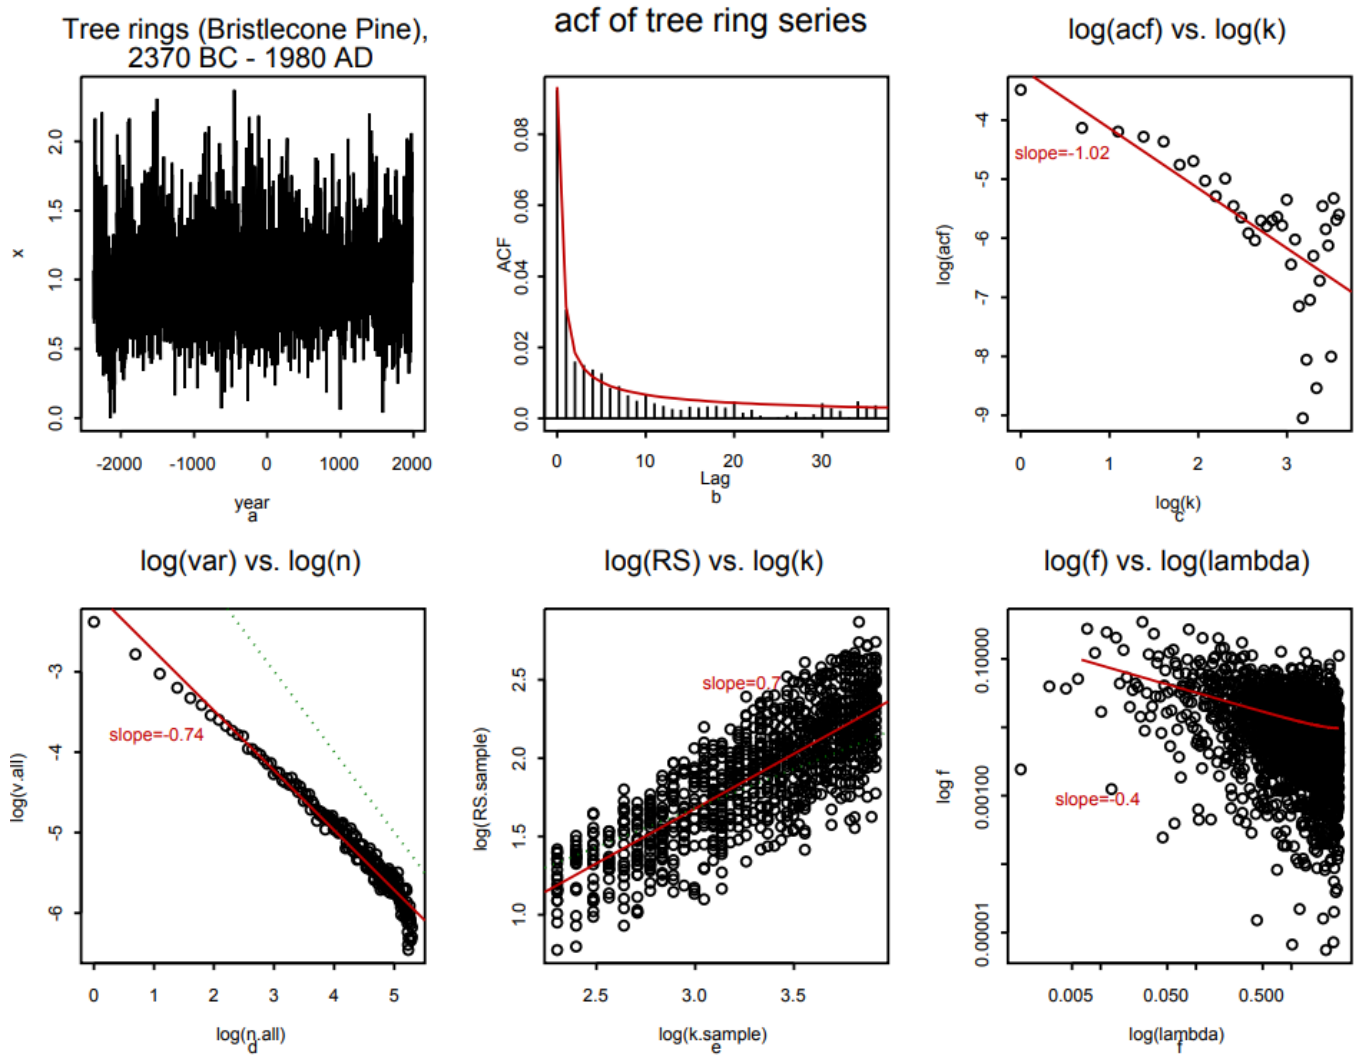 Tree rings (Bristlecone Pine),
2370 BC - 1980 AD
x
0.0
0.5
1.0
1.5
2.0
-2000
-1000
0
1000
2000
year
a
acf of tree ring series
ACF
0.0
0.02
0.04
0.06
0.08
0
10
20
30
Lag
b
log(acf) vs. log(k)
log(acf)
-4
-5
-6
-7
-8
-9
slope=-1.02
0
1
2
3
log(k)
c
log(var) vs. log(n)
log(v.all)
-3
-4
-5
-6
slope=-0.74
0
1
2
3
4
5
log(n.all)
d
log(RS) vs. log(k)
log(RS.sample)
1.0
1.5
2.0
2.5
slope=0.7
2.5
3.0
3.5
log(k.sample)
e
log(f) vs. log(lambda)
log f
0.10000
0.00100
0.00001
slope=-0.4
0.005
0.050
0.500
log(lambda)
f